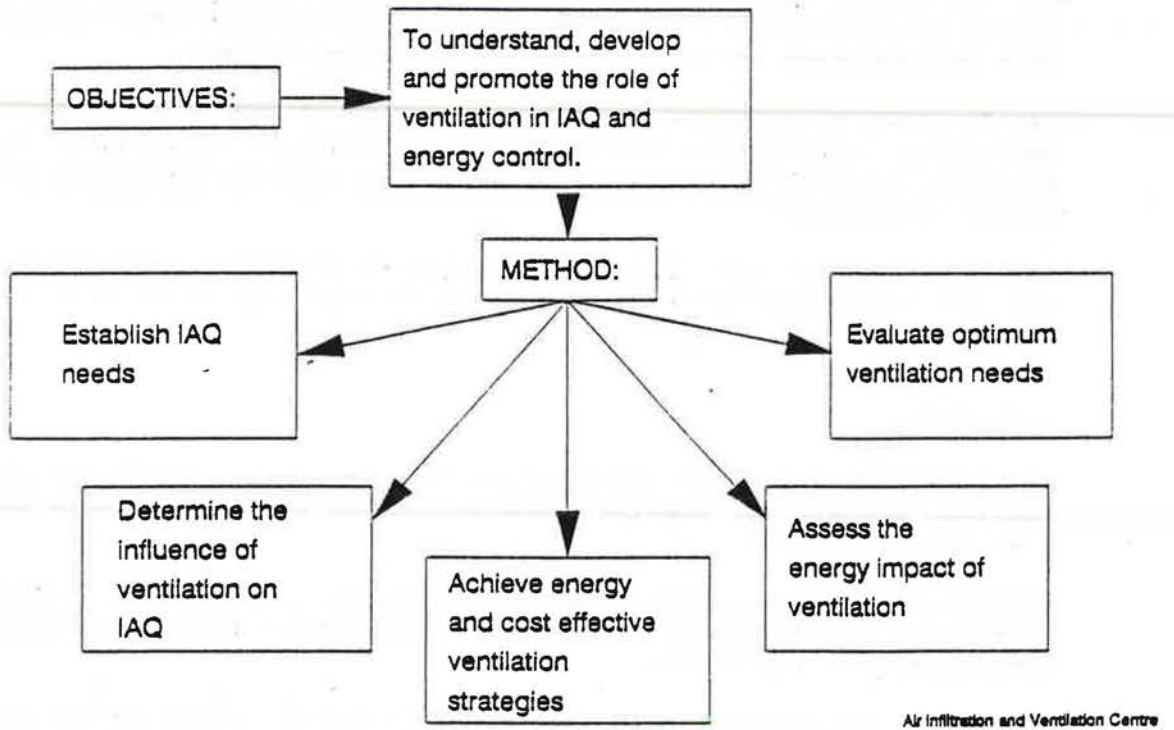 OBJECTIVES:
To understand, develop
and promote the role of
ventilation in IAQ and
energy control.
METHOD:
Establish IAQ
needs
Evaluate optimum
ventilation needs
Determine the
influence of
ventilation on
IAQ
Achieve energy
and cost effective
ventilation
strategies
Assess the
energy impact of
ventilation
Air Infiltration and Ventilation Centre